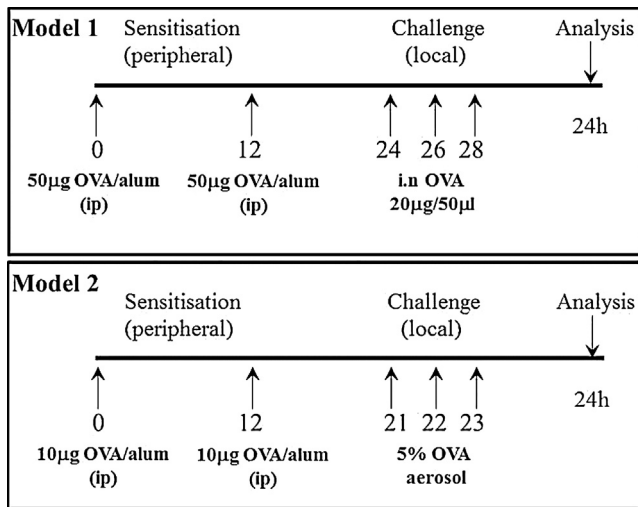 Model 1
Sensitisation Challenge Analysis
(peripheral) (local)
0 12 24 26 28 24h
50µg OVA/alum 50µg OVA/alum i.n OVA
(ip) (ip) 20µg/50µl
Model 2
Sensitisation Challenge Analysis
(peripheral) (local)
0 12 21 22 23 24h
10µg OVA/alum 10µg OVA/alum 5% OVA
(ip) (ip) aerosol